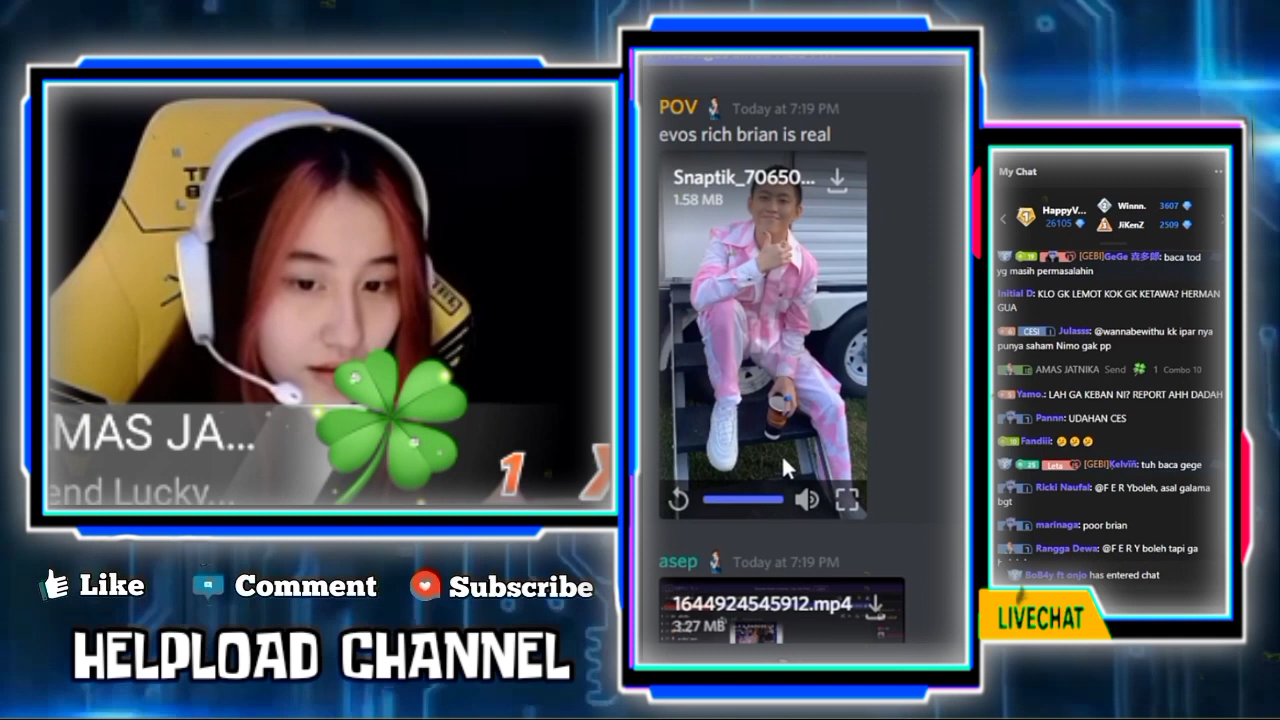 MAS JA...
end Lucky...
1
Like
Comment
Subscribe
HELPLOAD CHANNEL
POV
Today at 7:19 PM
evos rich brian is real
Snaptik_70650...
1.58 MB
asep
Today at 7:19 PM
1644924545912.mp4
3.27 MB
My Chat
1
HappyV...
26105
Winnn.
3607
JiKenZ
2509
[GEBI]GeGe
: baca tod
yg masih permasalahin
Initial D: KLO GK LEMOT KOK GK KETAWA? HERMAN
GUA
CESI
Julasss: @wannabewithu kk ipar nya
punya saham Nimo gak pp
AMAS JATNIKA Send 1 Combo 10
Yamo.: LAH GA KEBAN NI? REPORT AHH DADAH
Pannn: UDAHAN CES
10 Fandiii:
25 Leta [GEBI]Kelviin: tuh baca gege
Ricki Naufal: @F E R Yboleh, asal galama
bgt
marinaga: poor brian
Rangga Dewa: @F E R Y boleh tapi ga
BoB4y ft onjo has entered chat
LIVECHAT